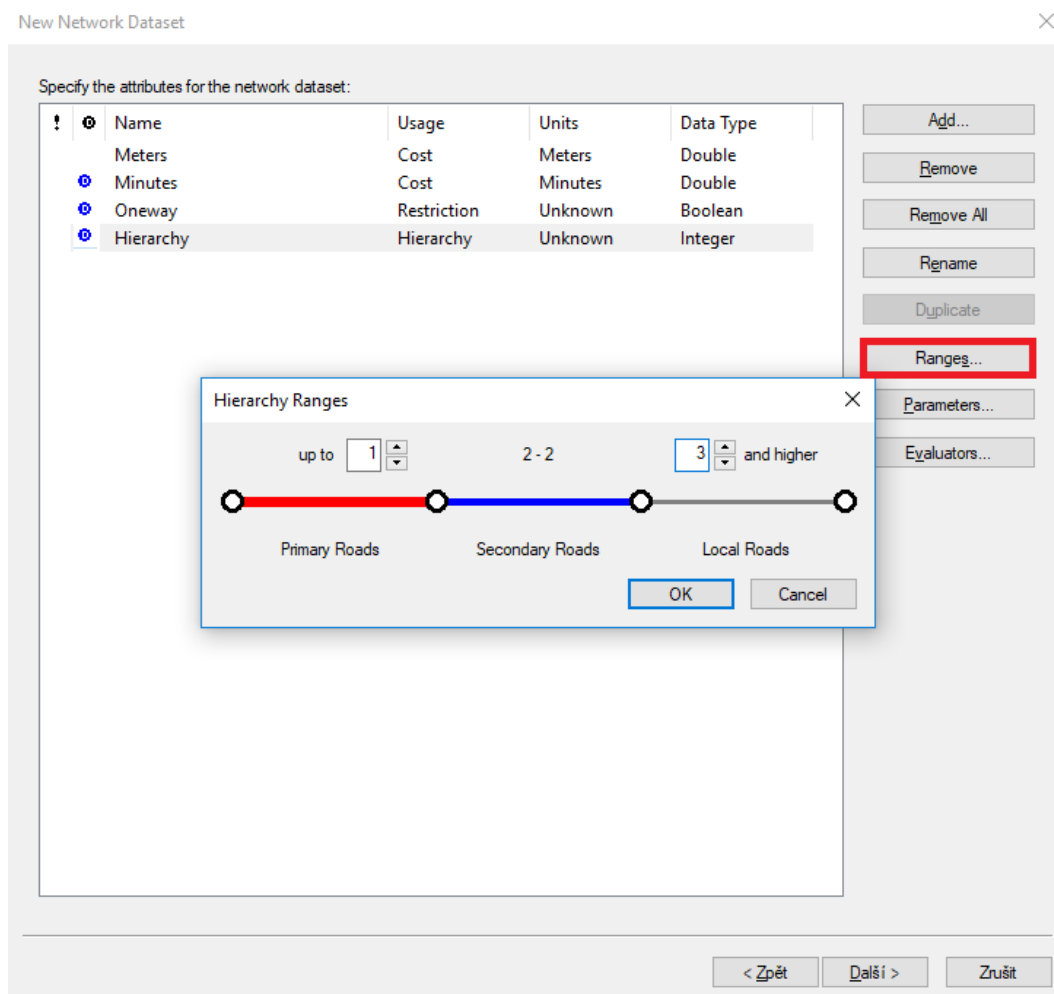 New Network Dataset
Specify the attributes for the network dataset:
! D Name Usage Units Data Type
Meters Cost Meters Double
D Minutes Cost Minutes Double
D Oneway Restriction Unknown Boolean
D Hierarchy Hierarchy Unknown Integer
Add...
Remove
Remove All
Rename
Duplicate
Ranges...
Parameters...
Evaluators...
Hierarchy Ranges
up to 1 2 - 2 3 and higher
Primary Roads Secondary Roads Local Roads
OK Cancel
< Zpět Další > Zrušit